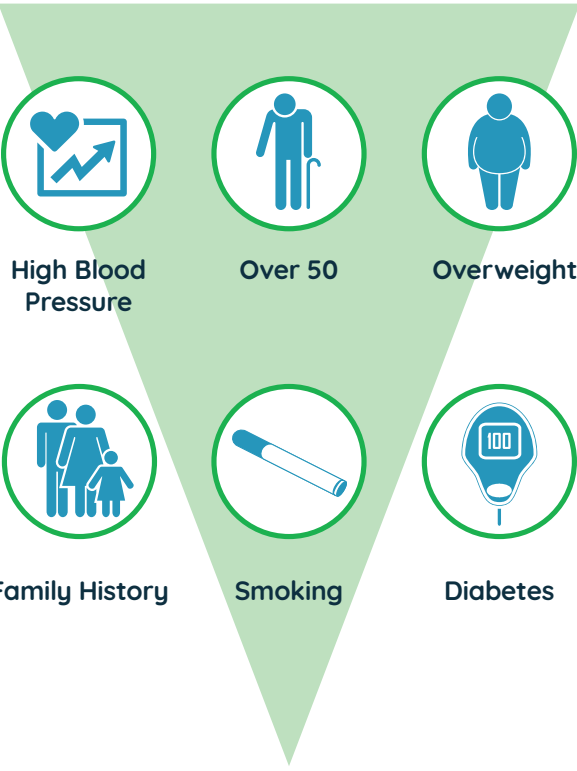 High Blood
Pressure
Over 50
Overweight
100
Family History
Smoking
Diabetes